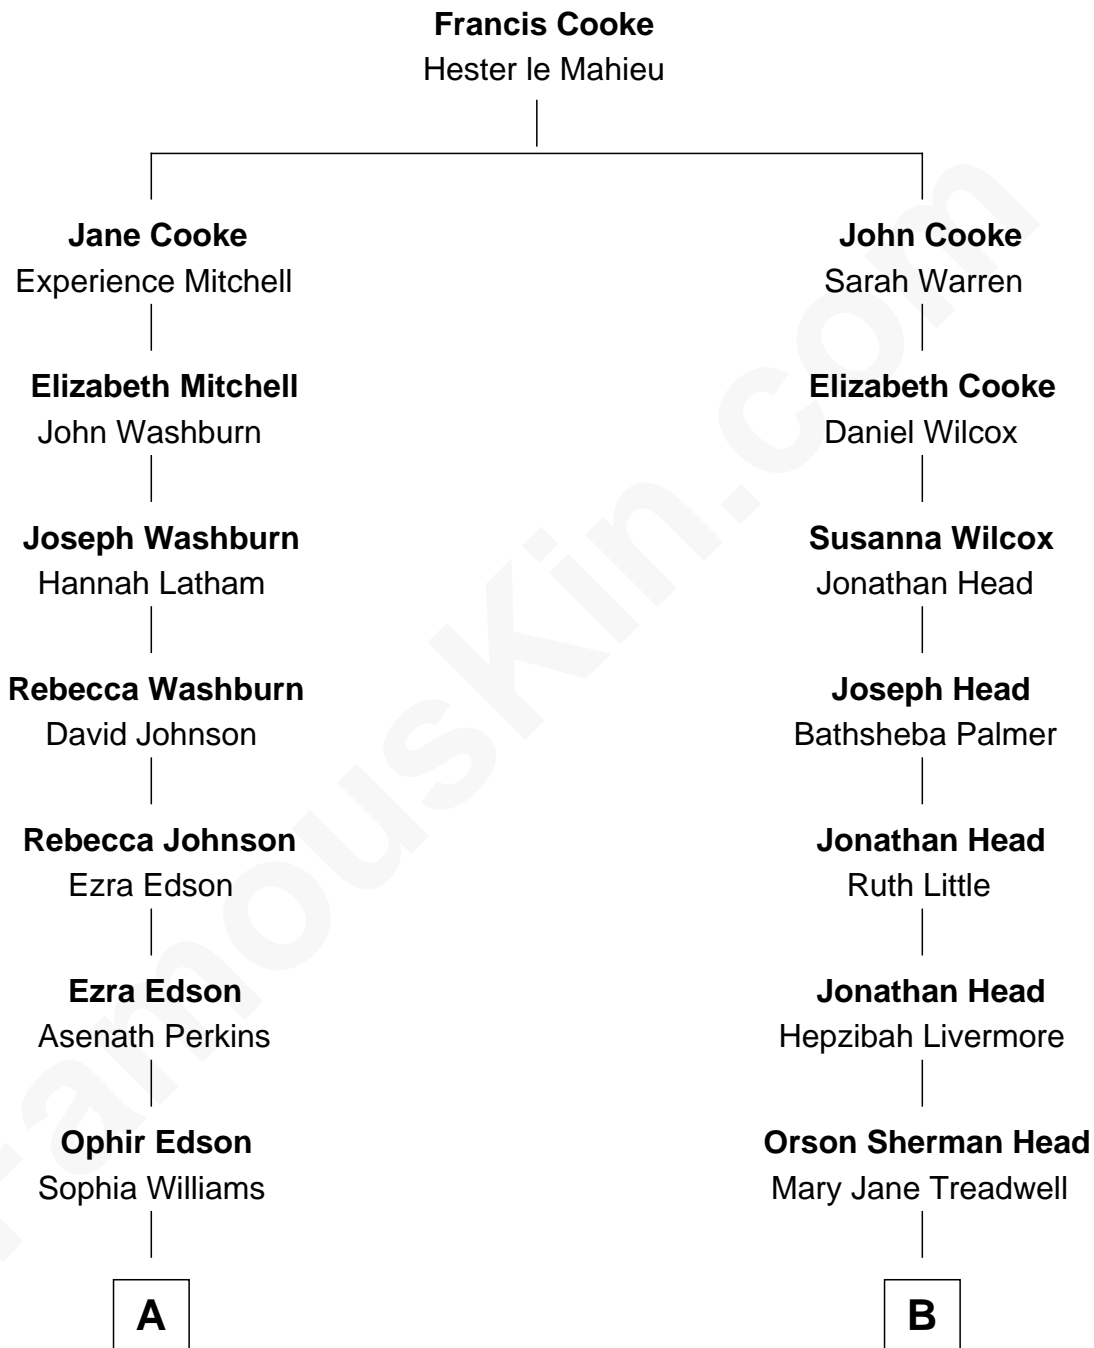 Francis Cooke
Hester le Mahieu
Jane Cooke
Experience Mitchell
John Cooke
Sarah Warren
Elizabeth Mitchell
John Washburn
Elizabeth Cooke
Daniel Wilcox
Joseph Washburn
Hannah Latham
Susanna Wilcox
Jonathan Head
Rebecca Washburn
David Johnson
Joseph Head
Bathsheba Palmer
Rebecca Johnson
Ezra Edson
Jonathan Head
Ruth Little
Ezra Edson
Asenath Perkins
Jonathan Head
Hepzibah Livermore
Ophir Edson
Sophia Williams
Orson Sherman Head
Mary Jane Treadwell
A
B
FamousKin.com